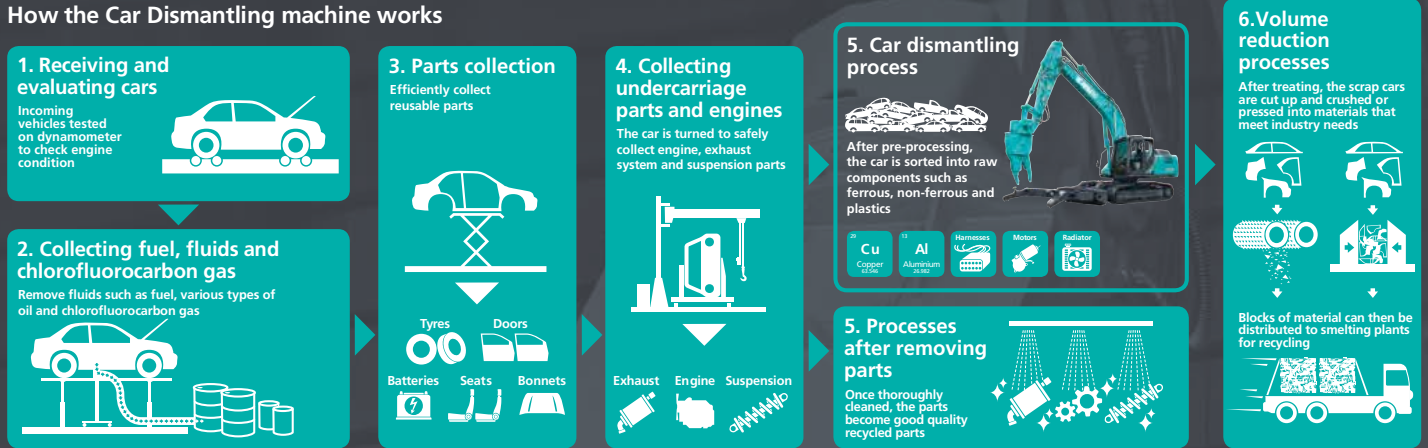 How the Car Dismantling machine works
1. Receiving and
evaluating cars
Incoming
vehicles tested
on dynamometer
to check engine
condition
2. Collecting fuel, fluids and
chlorofluorocarbon gas
Remove fluids such as fuel, various types of
oil and chlorofluorocarbon gas
3. Parts collection
Efficiently collect
reusable parts
Tyres Doors
Batteries Seats Bonnets
4. Collecting
undercarriage
parts and engines
The car is turned to safely
collect engine, exhaust
system and suspension parts
Exhaust Engine Suspension
5. Car dismantling
process
After pre-processing,
the car is sorted into raw
components such as
ferrous, non-ferrous and
plastics
29
Cu
Copper
63.546
13
Al
Aluminium
26.982
Harnesses
Motors
Radiator
5. Processes
after removing
parts
Once thoroughly
cleaned, the parts
become good quality
recycled parts
6.Volume
reduction
processes
After treating, the scrap cars
are cut up and crushed or
pressed into materials that
meet industry needs
Blocks of material can then be
distributed to smelting plants
for recycling